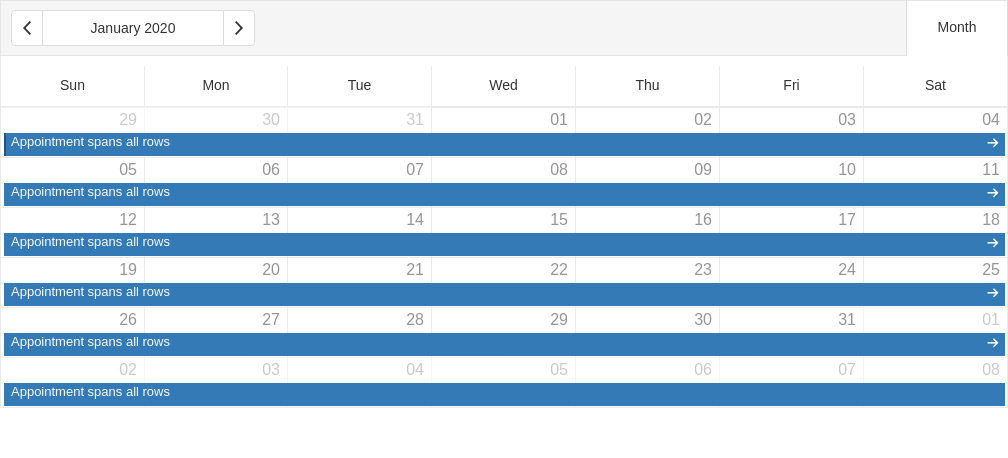 January 2020 Month
Sun Mon Tue Wed Thu Fri Sat
29 30 31 01 02 03 04
Appointment spans all rows
05 06 07 08 09 10 11
Appointment spans all rows
12 13 14 15 16 17 18
Appointment spans all rows
19 20 21 22 23 24 25
Appointment spans all rows
26 27 28 29 30 31 01
Appointment spans all rows
02 03 04 05 06 07 08
Appointment spans all rows